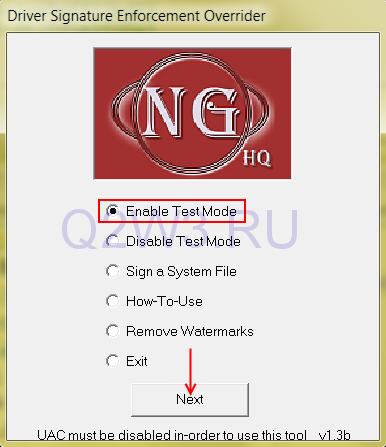 Driver Signature Enforcement Overrider
NG
HQ
Enable Test Mode
Q2W3.RU
Disable Test Mode
Sign a System File
How-To-Use
Remove Watermarks
Exit
Next
UAC must be disabled in-order to use this tool v1.3b